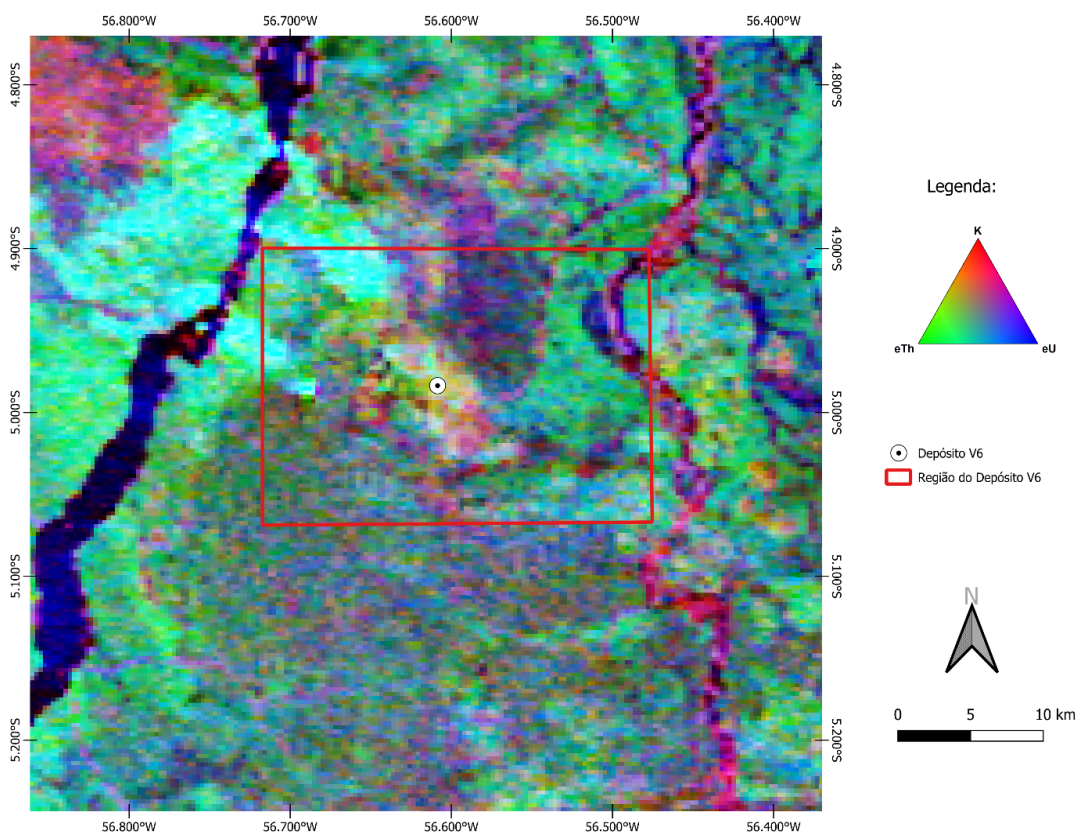 56.800°W 56.700°W 56.600°W 56.500°W 56.400°W
4.800°S 4.800°S
4.900°S 4.900°S
5.000°S 5.000°S
5.100°S 5.100°S
5.200°S 5.200°S
56.800°W 56.700°W 56.600°W 56.500°W 56.400°W
Legenda:
K
eTh eU
Depósito V6
Região do Depósito V6
N
0 5 10 km